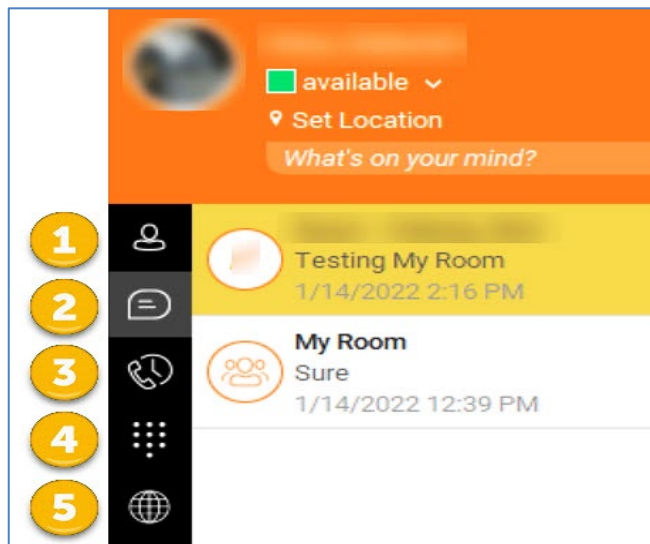 available
Set Location
What's on your mind?
1
Testing My Room
1/14/2022 2:16 PM
2
My Room
3
Sure
1/14/2022 12:39 PM
4
5